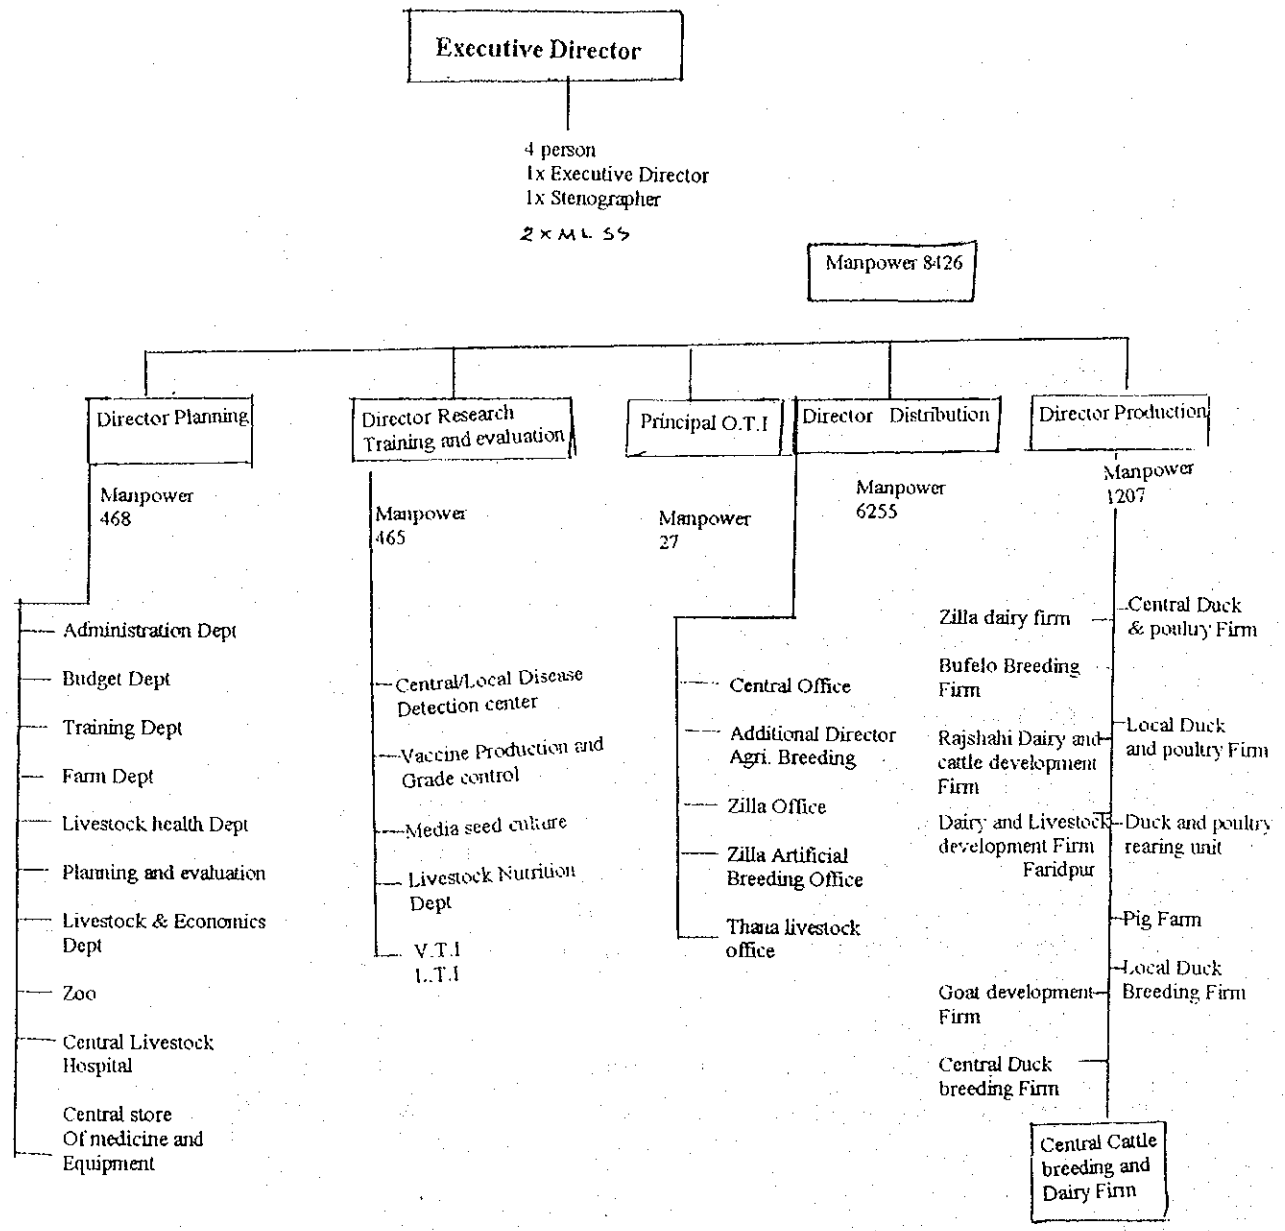 Executive Director
4 person
1x Executive Director
1x Stenographer
2 x ML SS
Manpower 8426
Director Planning
Manpower
468
Administration Dept
Budget Dept
Training Dept
Farm Dept
Livestock health Dept
Planning and evaluation
Livestock & Economics
Dept
Zoo
Central Livestock
Hospital
Central store
Of medicine and
Equipment
Director Research
Training and evaluation
Manpower
465
Central/Local Disease
Detection center
Vaccine Production and
Grade control
Media seed culture
Livestock Nutrition
Dept
V.T.I
L.T.I
Principal O.T.I
Manpower
27
Director Distribution
Manpower
6255
Central Office
Additional Director
Agri. Breeding
Zilla Office
Zilla Artificial
Breeding Office
Thana livestock
office
Director Production
Manpower
1207
Zilla dairy firm
Bufelo Breeding
Firm
Rajshahi Dairy and
cattle development
Firm
Dairy and Livestock
development Firm
Faridpur
Goat development
Firm
Central Duck
breeding Firm
Central Duck
& poultry Firm
Local Duck
and poultry Firm
Duck and poultry
rearing unit
Pig Farm
Local Duck
Breeding Firm
Central Cattle
breeding and
Dairy Firm